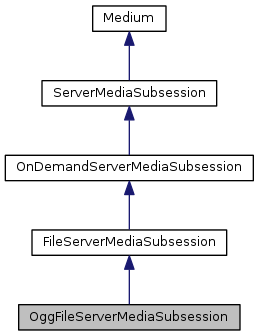 Medium
ServerMediaSubsession
OnDemandServerMediaSubsession
FileServerMediaSubsession
OggFileServerMediaSubsession